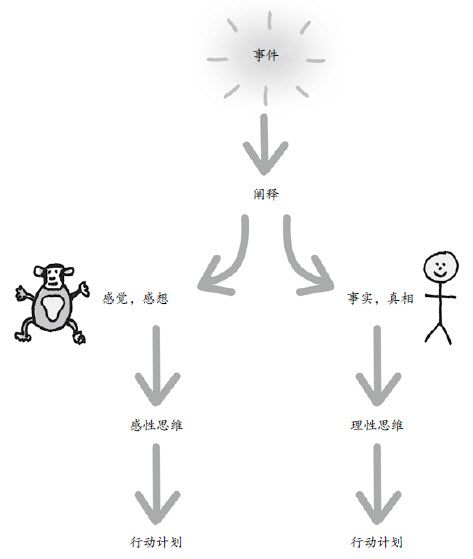 事件
阐释
感觉，感想
事实，真相
感性思维
理性思维
行动计划
行动计划